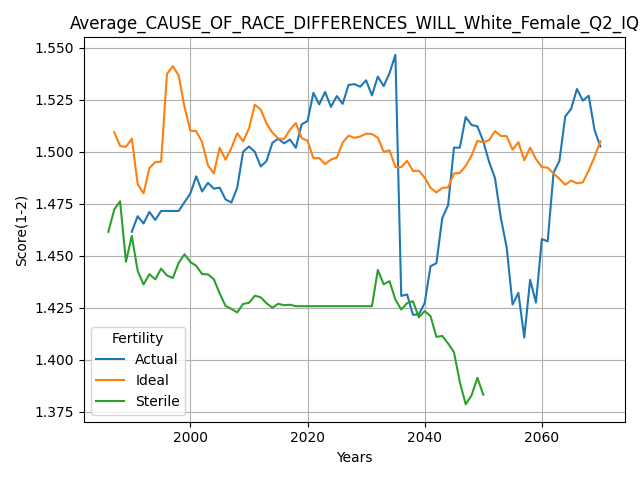 Average_CAUSE_OF_RACE_DIFFERENCES_WILL_White_Female_Q2_IQ
1.550
1.525
1.500
1.475
1.450
1.425
1.400
1.375
Score(1-2)
Fertility
Actual
Ideal
Sterile
2000
2020
2040
2060
Years